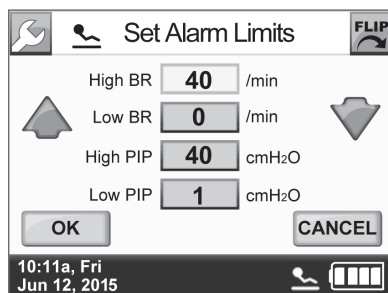 Set Alarm Limits
FLIP
High BR 40 /min
Low BR 0 /min
High PIP 40 cmH2O
Low PIP 1 cmH2O
OK
CANCEL
10:11a, Fri
Jun 12, 2015